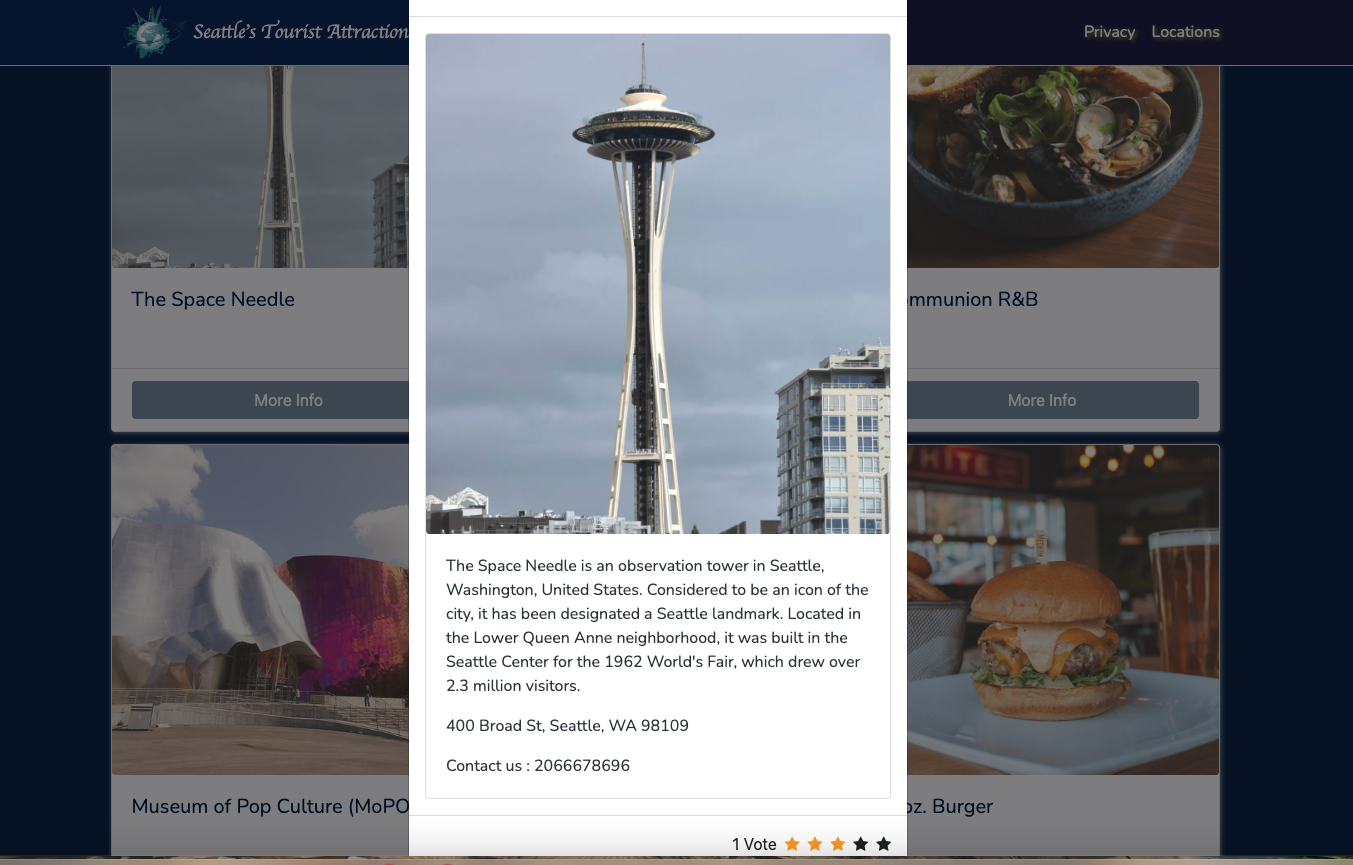 Seattle's Tourist Attraction
Privacy
Locations
The Space Needle
ommunion R&B
More Info
More Info
WHITE
The Space Needle is an observation tower in Seattle,
Washington, United States. Considered to be an icon of the
city, it has been designated a Seattle landmark. Located in
the Lower Queen Anne neighborhood, it was built in the
Seattle Center for the 1962 World's Fair, which drew over
2.3 million visitors.
400 Broad St, Seattle, WA 98109
Contact us : 2066678696
Museum of Pop Culture (MoPO
oz. Burger
1 Vote